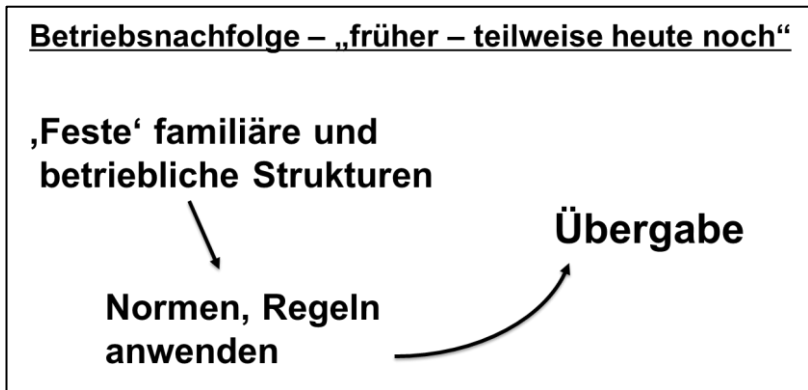 Betriebsnachfolge – „früher – teilweise heute noch“
‚Feste‘ familiäre und
betriebliche Strukturen
Übergabe
Normen, Regeln
anwenden